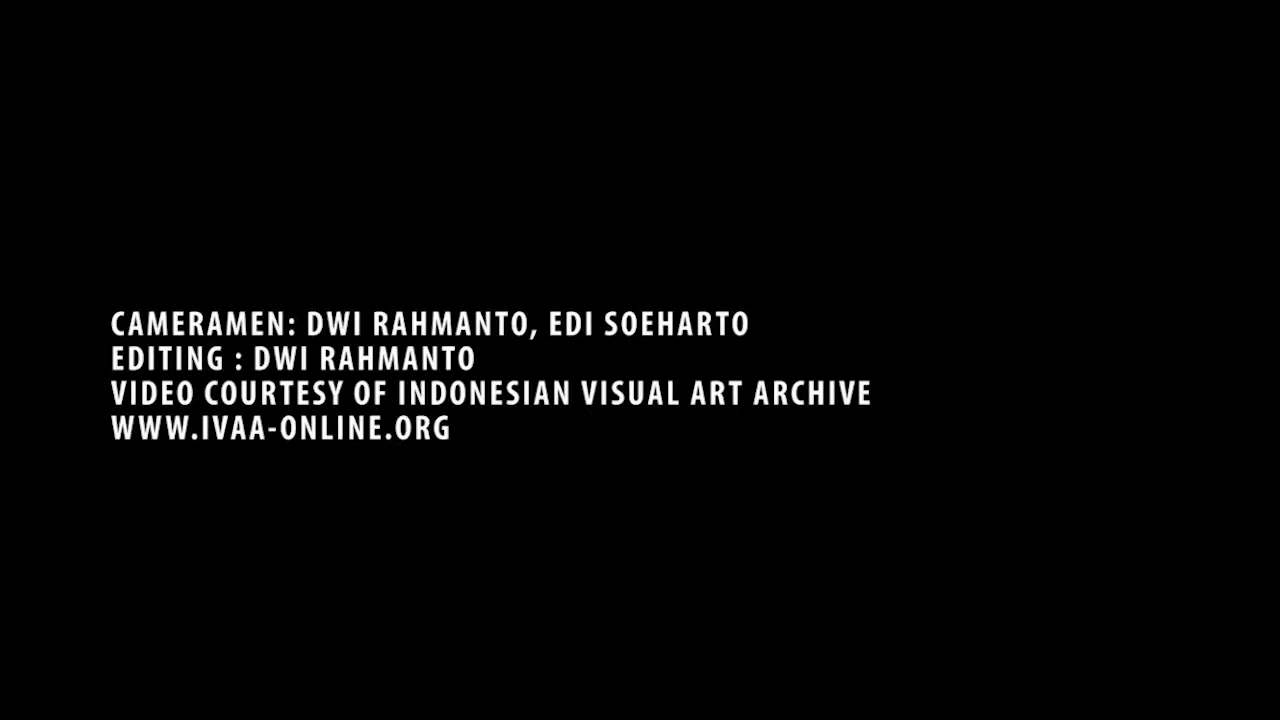 CAMERAMEN: DWI RAHMANTO, EDI SOEHARTO
EDITING : DWI RAHMANTO
VIDEO COURTESY OF INDONESIAN VISUAL ART ARCHIVE
WWW.IVAA-ONLINE.ORG